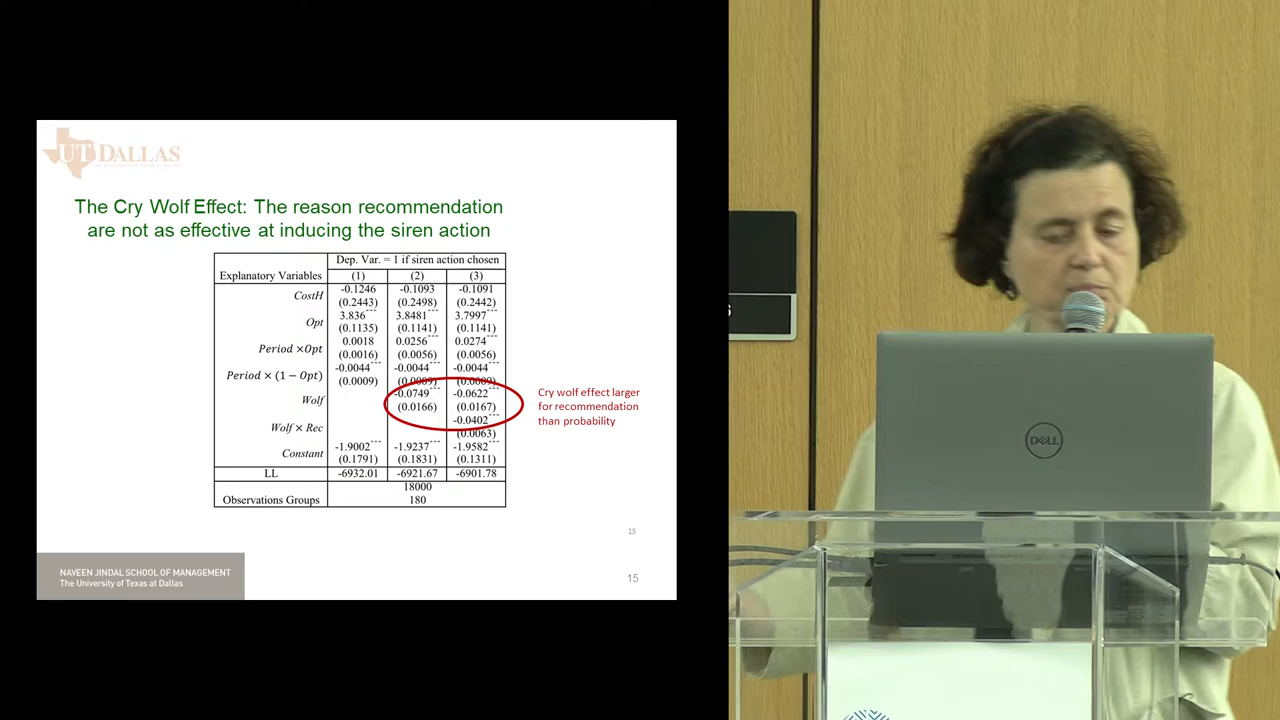 UT DALLAS
The Cry Wolf Effect: The reason recommendation
are not as effective at inducing the siren action
Dep. Var. = 1 if siren action chosen
Explanatory Variables (1) (2) (3)
CostH -0.1246 -0.1093 -0.1091
(0.2443) (0.2498) (0.2442)
Opt 3.836*** 3.8481*** 3.7997***
(0.1135) (0.1141) (0.1141)
Period ×Opt 0.0018 0.0256*** 0.0274***
(0.0016) (0.0056) (0.0056)
Period × (1 − Opt) -0.0044*** -0.0044*** -0.0044***
(0.0009) (0.0009) (0.0009)
Wolf -0.0749*** -0.0622***
(0.0166) (0.0167)
Wolf × Rec -0.0402***
(0.0063)
Constant -1.9002*** -1.9237*** -1.9582***
(0.1791) (0.1831) (0.1311)
LL -6932.01 -6921.67 -6901.78
18000
Observations Groups 180
Cry wolf effect larger
for recommendation
than probability
15
NAVEEN JINDAL SCHOOL OF MANAGEMENT
The University of Texas at Dallas
15
DELL